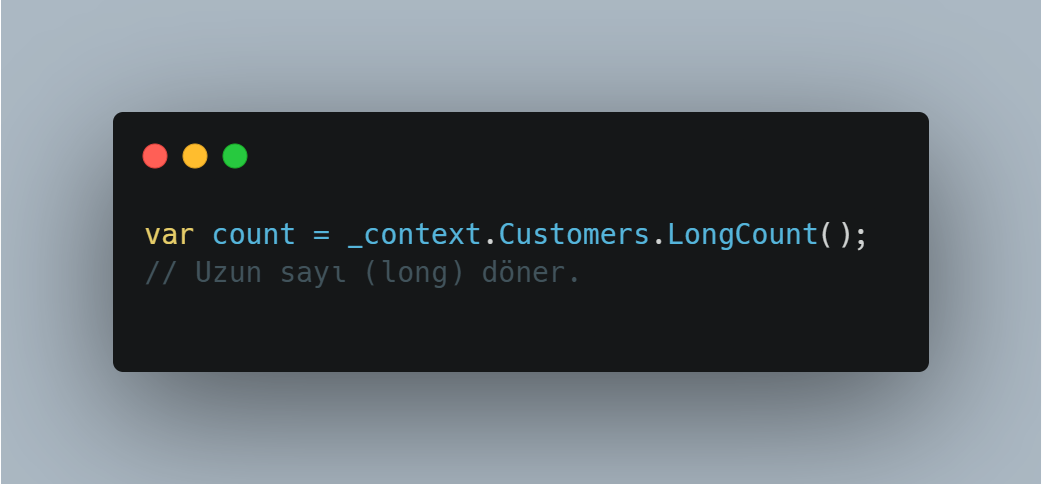 var count = _context.Customers.LongCount();
// Uzun sayı (long) döner.